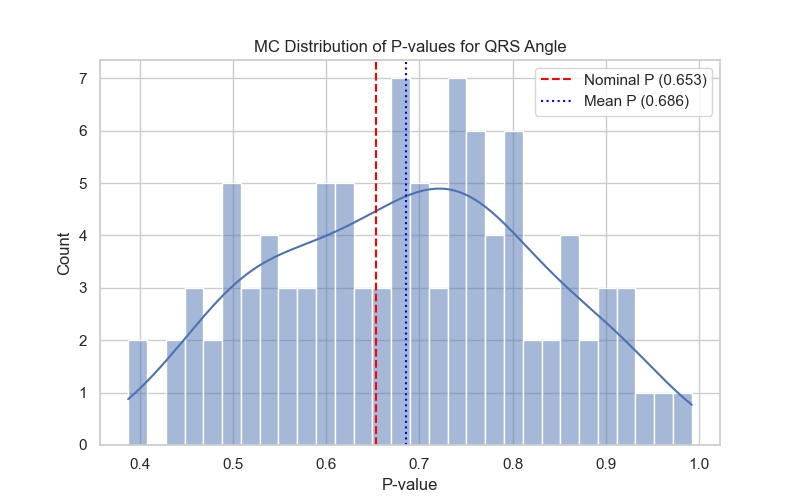 MC Distribution of P-values for QRS Angle
Nominal P (0.653)
Mean P (0.686)
Count
7
6
5
4
3
2
1
0
0.4 0.5 0.6 0.7 0.8 0.9 1.0
P-value